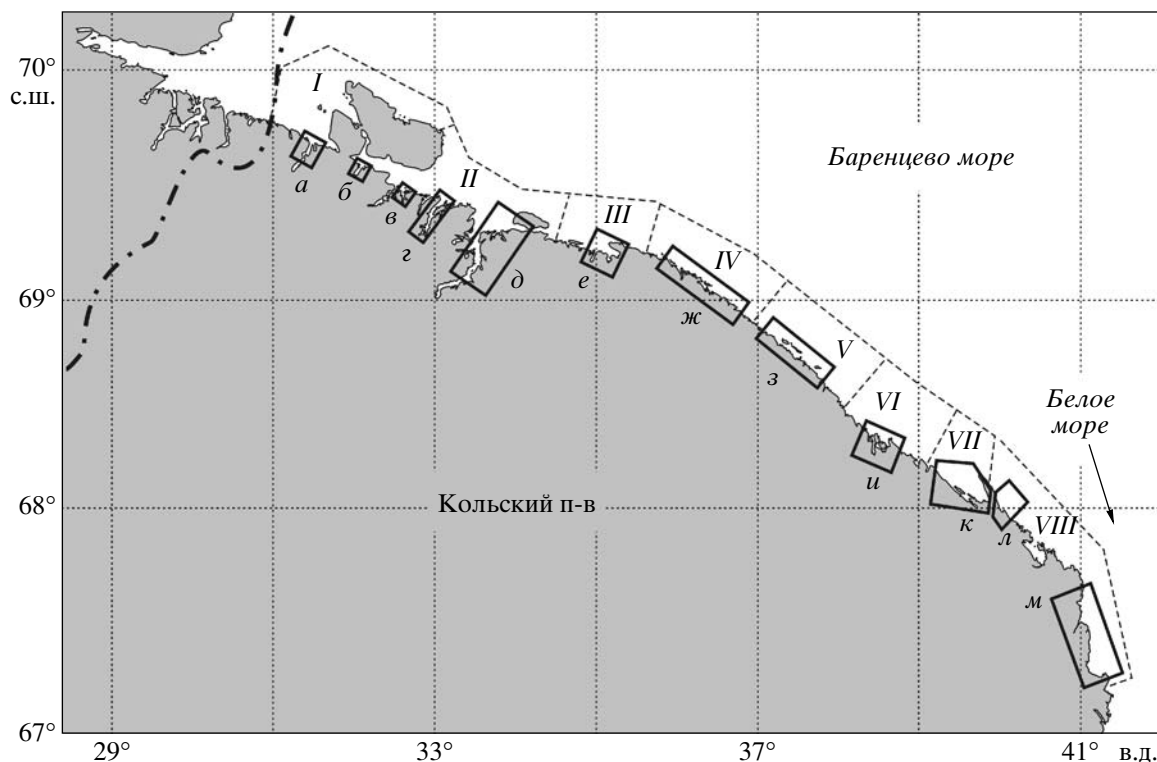 70°
с.ш.
I
Баренцево море
а
б
в
г
II
д
III
е
IV
ж
69°
V
з
Белое
море
VI
и
VII
Кольский п-в
68°
к
л
VIII
м
67°
29°
33°
37°
41°
в.д.